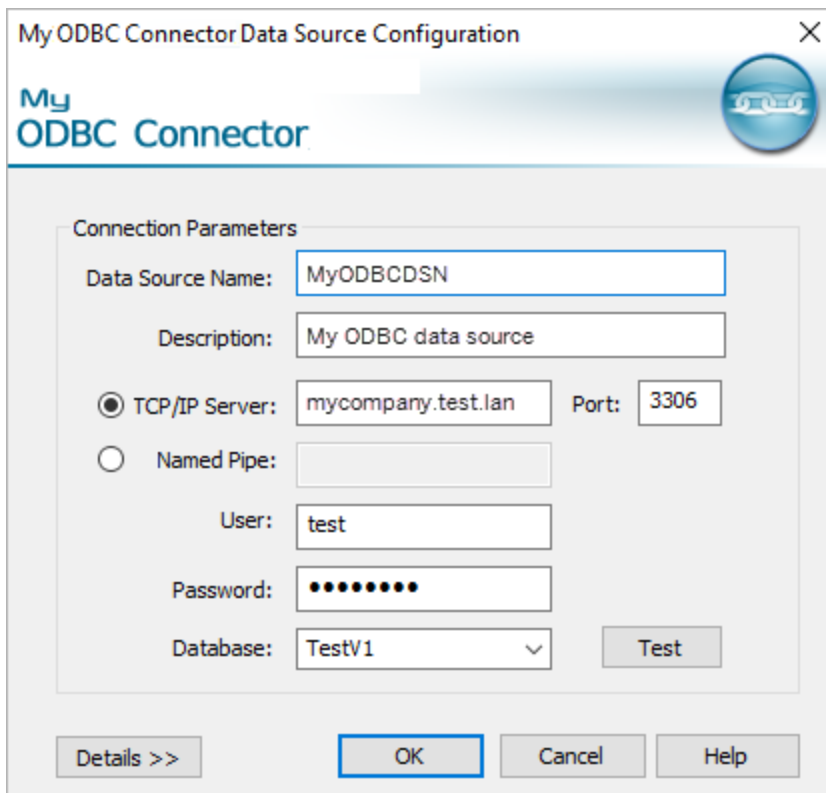 My ODBC Connector Data Source Configuration
My
ODBC Connector
Connection Parameters
Data Source Name: MyODBCDSN
Description: My ODBC data source
TCP/IP Server: mycompany.test.lan Port: 3306
Named Pipe:
User: test
Password: ••••••••
Database: TestV1 Test
Details >> OK Cancel Help